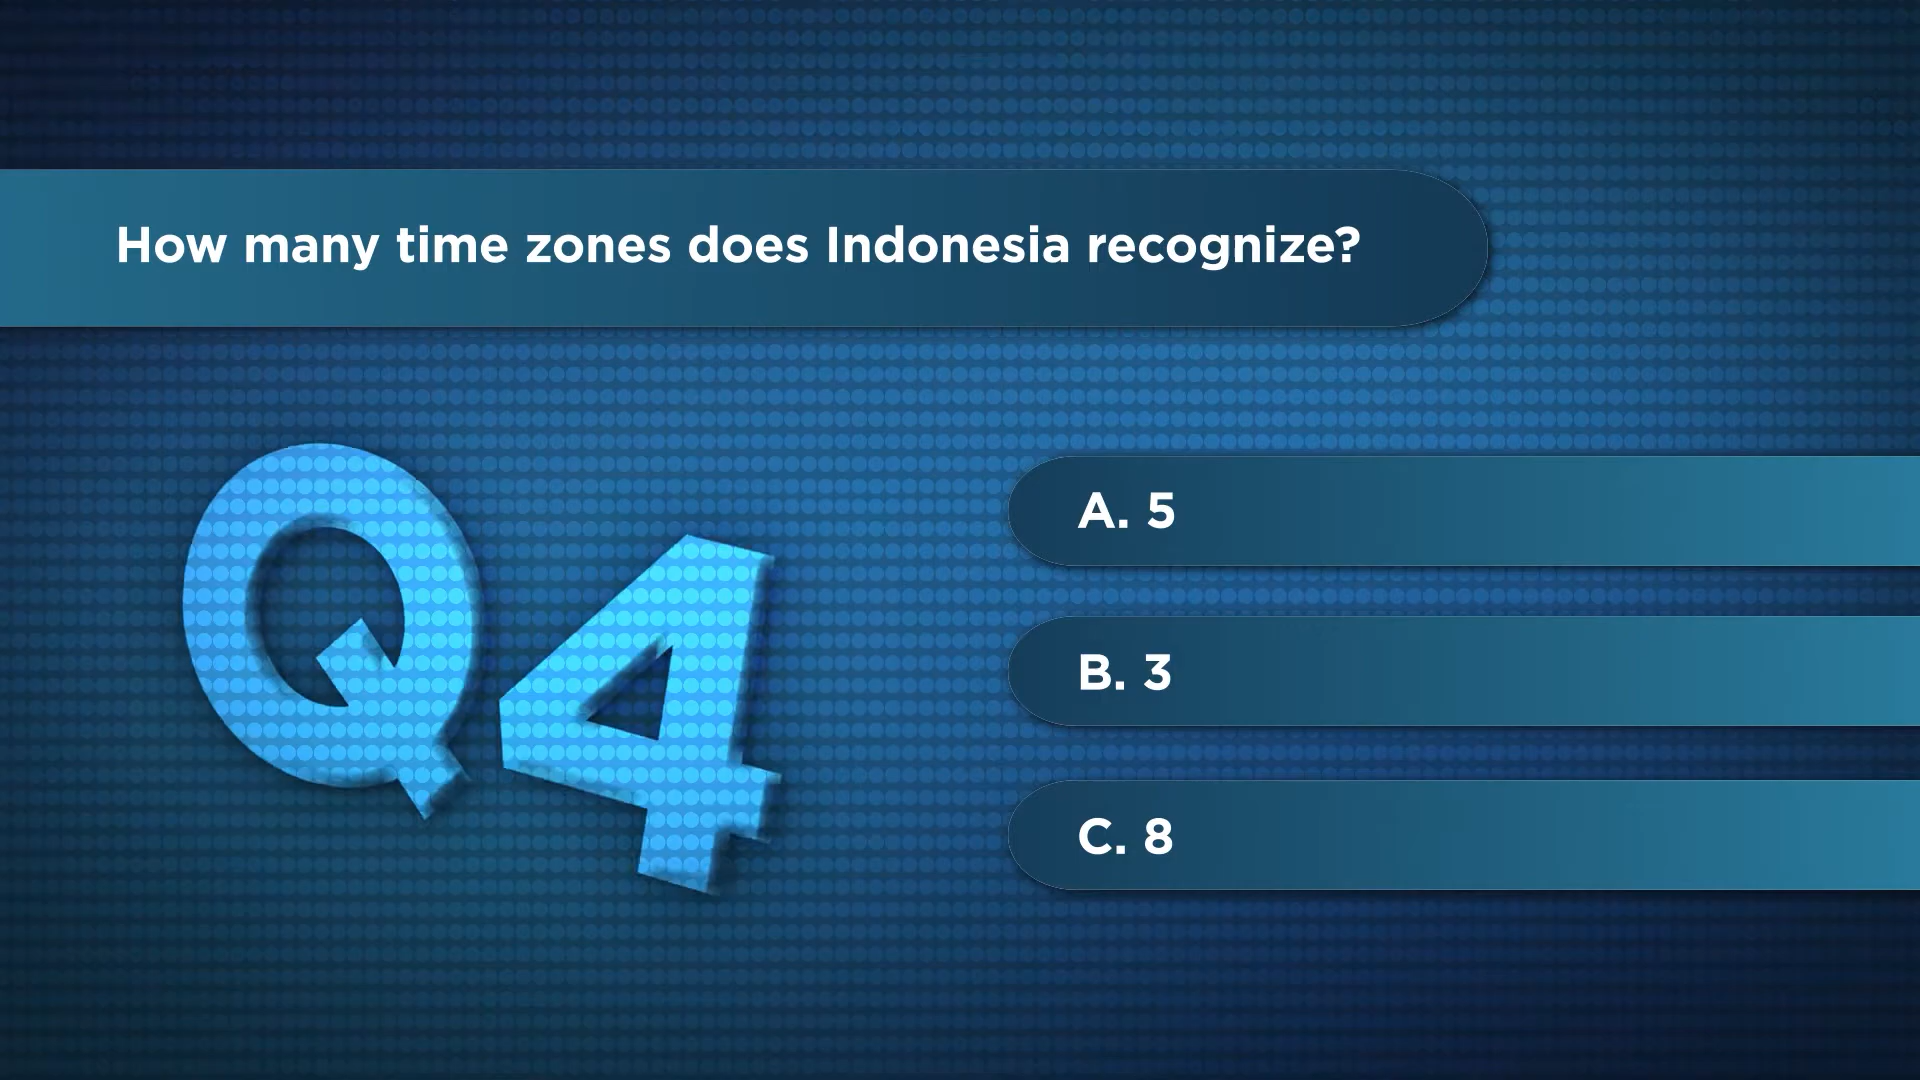 How many time zones does Indonesia recognize?
Q4
A. 5
B. 3
C. 8